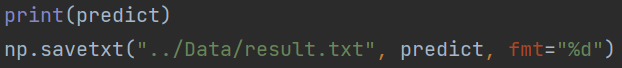 print(predict)
np.savetxt("../Data/result.txt", predict, fmt="%d")